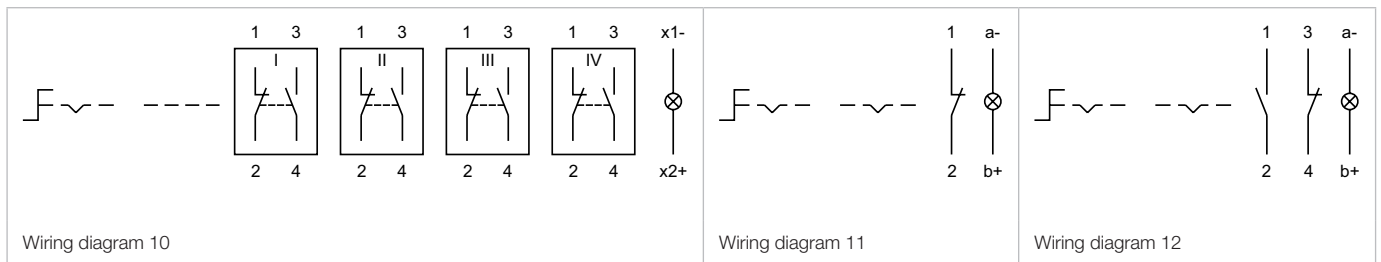 1 3 1 3 1 3 1 3 x1-
I II III IV
2 4 2 4 2 4 2 4 x2+
Wiring diagram 10
1 a-
2 b+
Wiring diagram 11
1 3 a-
2 4 b+
Wiring diagram 12